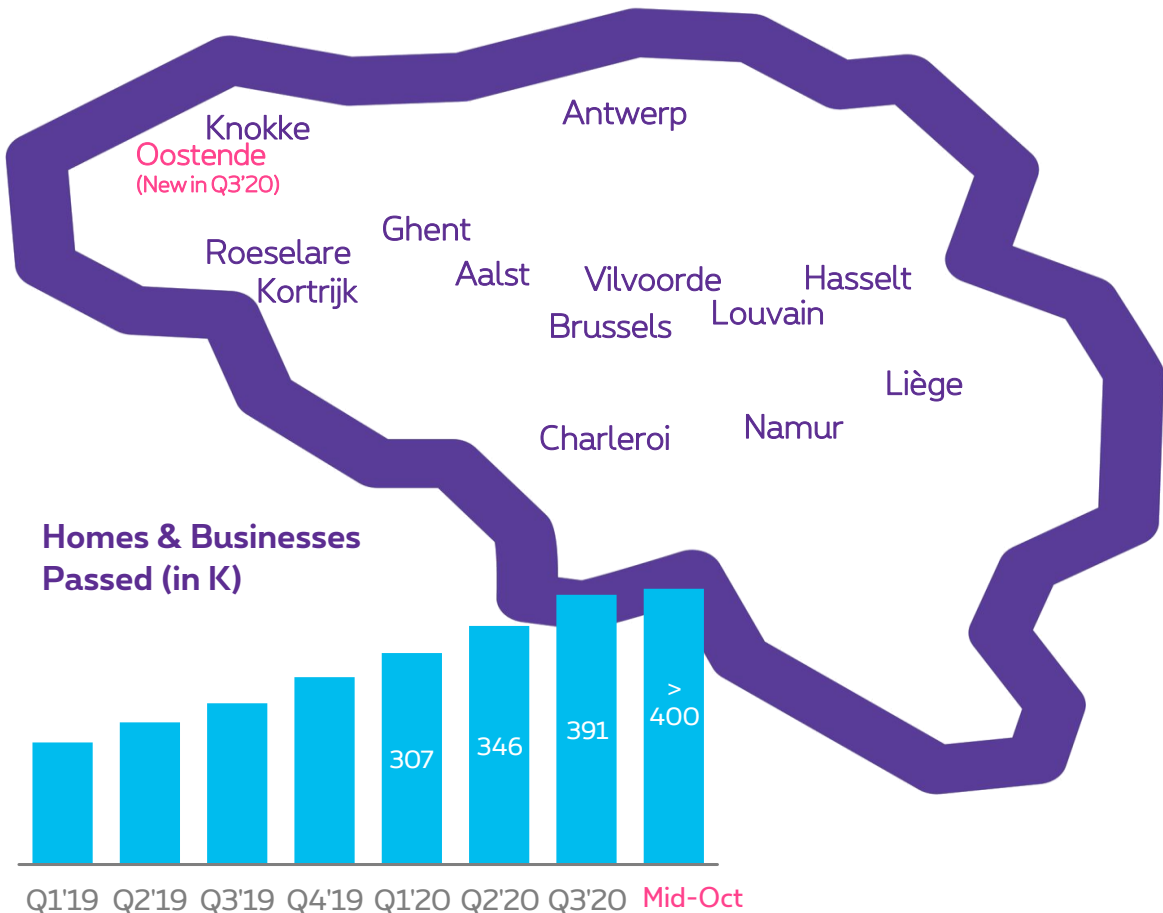 Antwerp
Knokke
Oostende
(New in Q3'20)
Ghent
Roeselare
Aalst
Vilvoorde
Hasselt
Kortrijk
Louvain
Brussels
Liège
Namur
Charleroi
Homes & Businesses
Passed (in K)
>
400
391
346
307
Q1'19 Q2'19 Q3'19 Q4'19 Q1'20 Q2'20 Q3'20 Mid-Oct